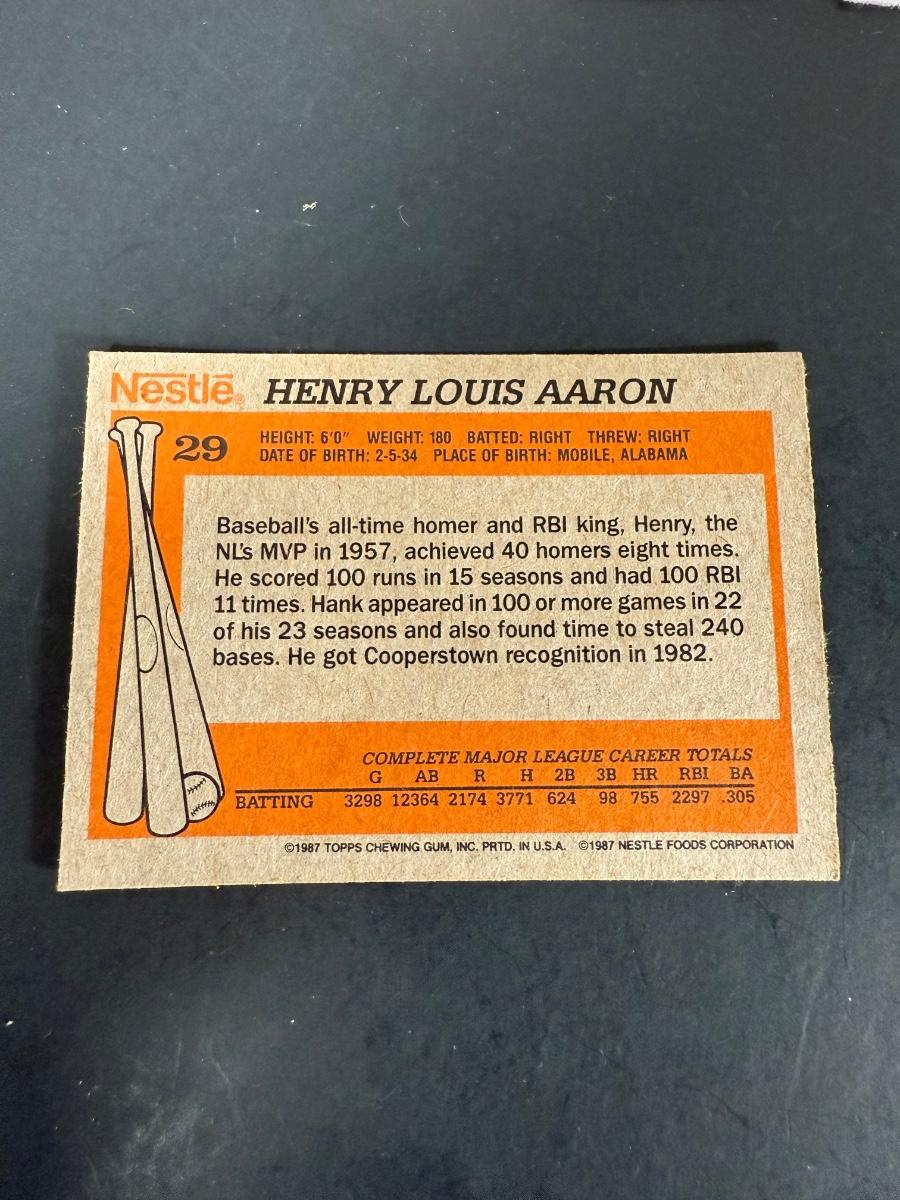 Nestlé® HENRY LOUIS AARON
29
HEIGHT: 6'0" WEIGHT: 180 BATTED: RIGHT THREW: RIGHT
DATE OF BIRTH: 2-5-34 PLACE OF BIRTH: MOBILE, ALABAMA
Baseball's all-time homer and RBI king, Henry, the
NL's MVP in 1957, achieved 40 homers eight times.
He scored 100 runs in 15 seasons and had 100 RBI
11 times. Hank appeared in 100 or more games in 22
of his 23 seasons and also found time to steal 240
bases. He got Cooperstown recognition in 1982.
COMPLETE MAJOR LEAGUE CAREER TOTALS
G AB R H 2B 3B HR RBI BA
BATTING 3298 12364 2174 3771 624 98 755 2297 .305
©1987 TOPPS CHEWING GUM, INC. PRTD. IN U.S.A. ©1987 NESTLE FOODS CORPORATION